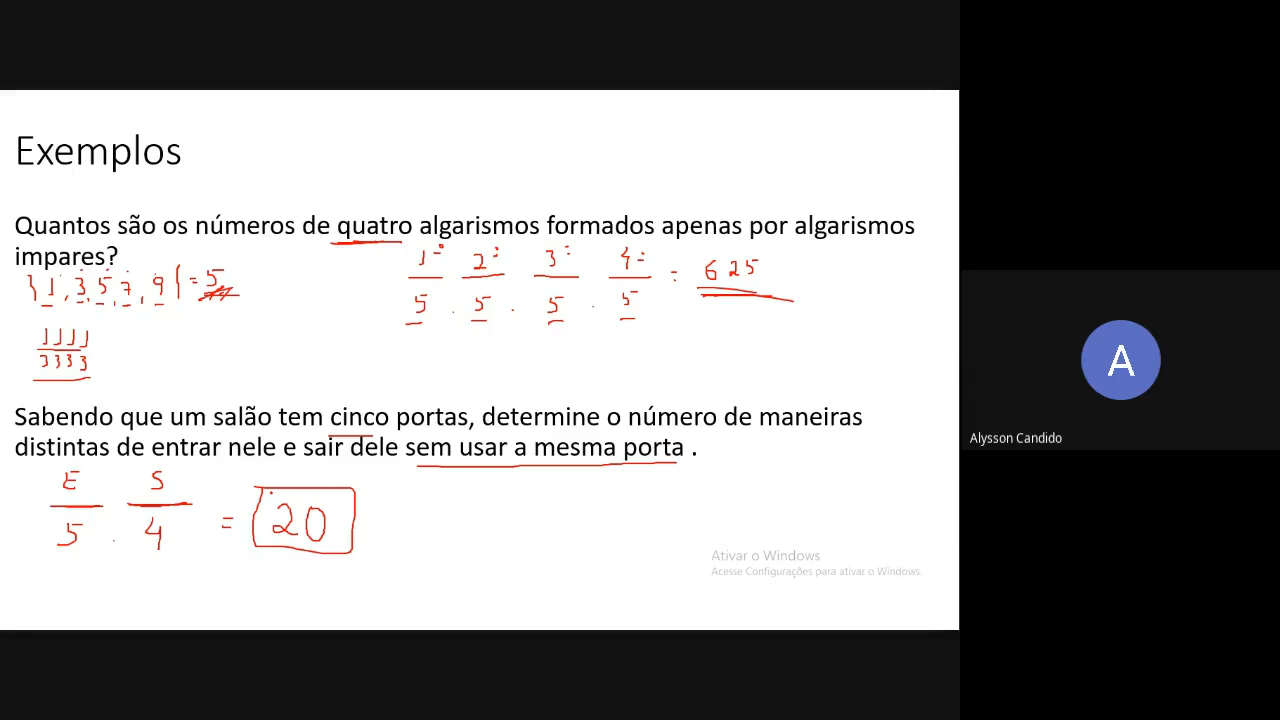 Exemplos
Quantos são os números de quatro algarismos formados apenas por algarismos
impares?
1º 2º 3º 4º
5 . 5 . 5 . 5 = 625
{1, 3, 5, 7, 9} = 5
1111
3333
Sabendo que um salão tem cinco portas, determine o número de maneiras
distintas de entrar nele e sair dele sem usar a mesma porta .
E S
5 . 4 = 20
Ativar o Windows
Acesse Configurações para ativar o Windows.
A
Alysson Candido